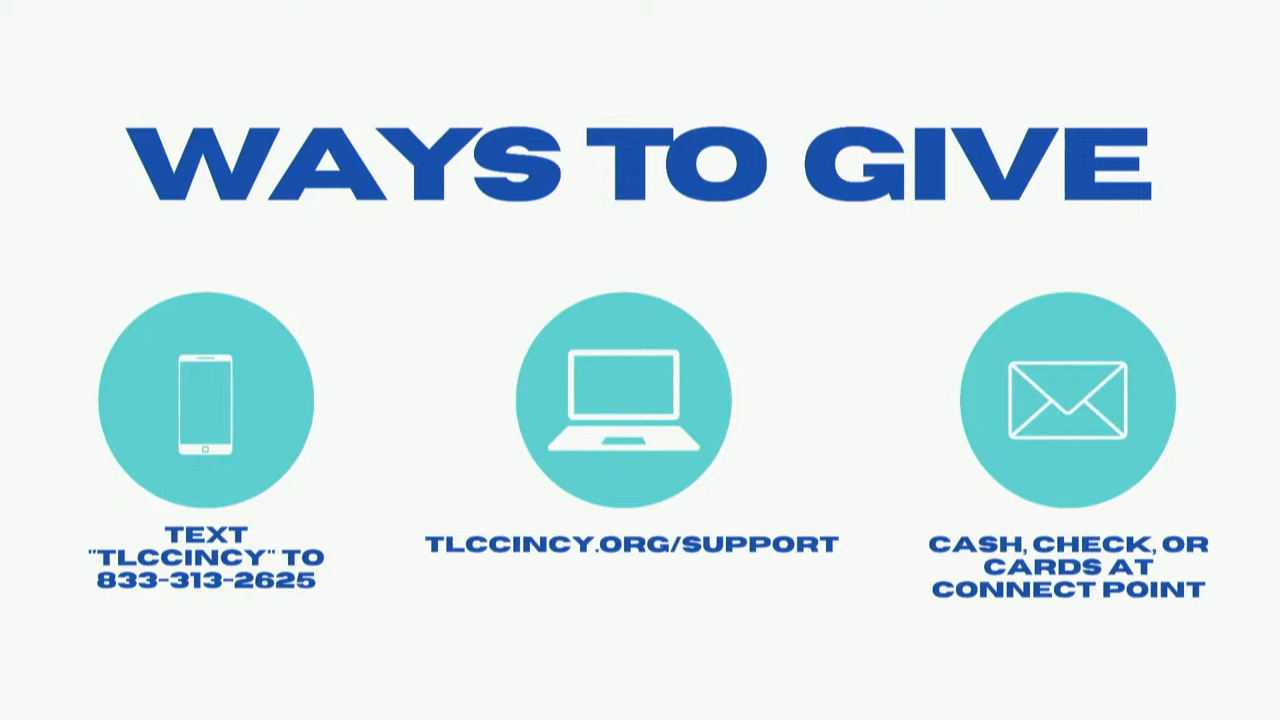 WAYS TO GIVE
TEXT
"TLCCINCY" TO
833-313-2625
TLCCINCY.ORG/SUPPORT
CASH, CHECK, OR
CARDS AT
CONNECT POINT